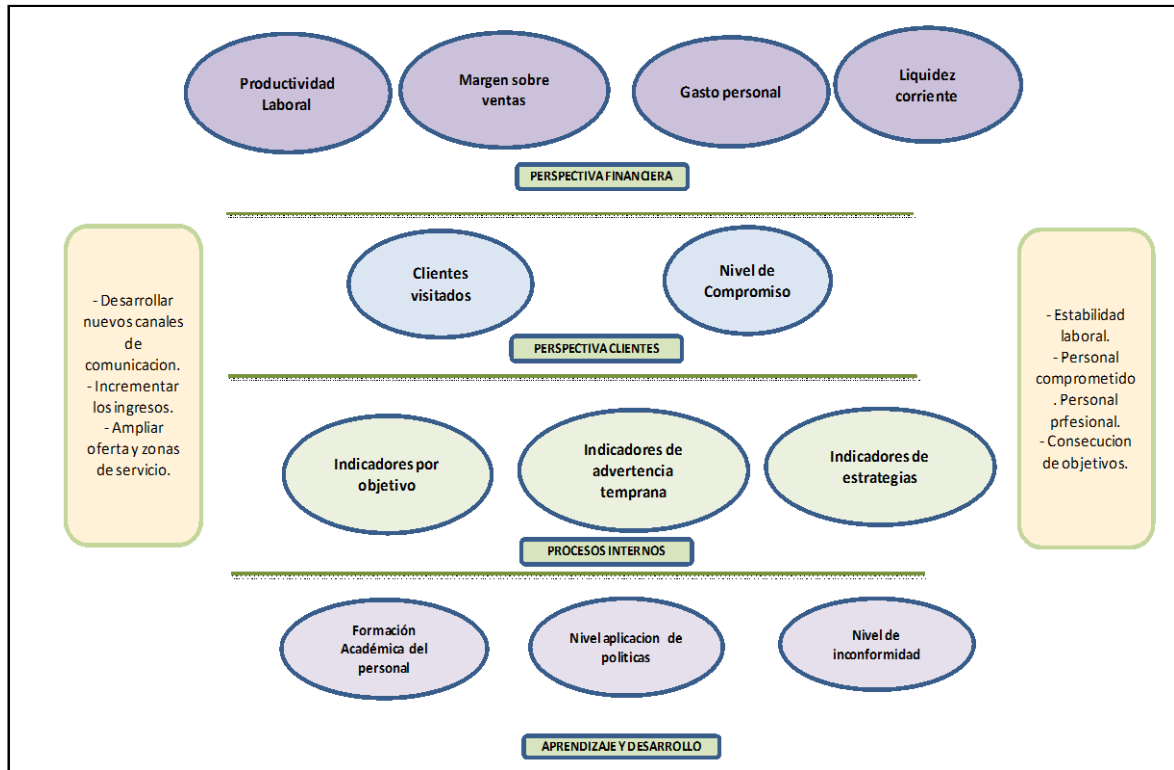 Productividad
Laboral
Margen sobre
ventas
Gasto personal
Liquidez
corriente
PERSPECTIVA FINANCIERA
- Desarrollar
nuevos canales
de
comunicacion.
- Incrementar
los ingresos.
- Ampliar
oferta y zonas
de servicio.
Clientes
visitados
Nivel de
Compromiso
PERSPECTIVA CLIENTES
- Estabilidad
laboral.
- Personal
comprometido
. Personal
prfesional.
- Consecucion
de objetivos.
Indicadores por
objetivo
Indicadores de
advertencia
temprana
Indicadores de
estrategias
PROCESOS INTERNOS
Formación
Académica del
personal
Nivel aplicacion de
politicas
Nivel de
inconformidad
APRENDIZAJE Y DESARROLLO